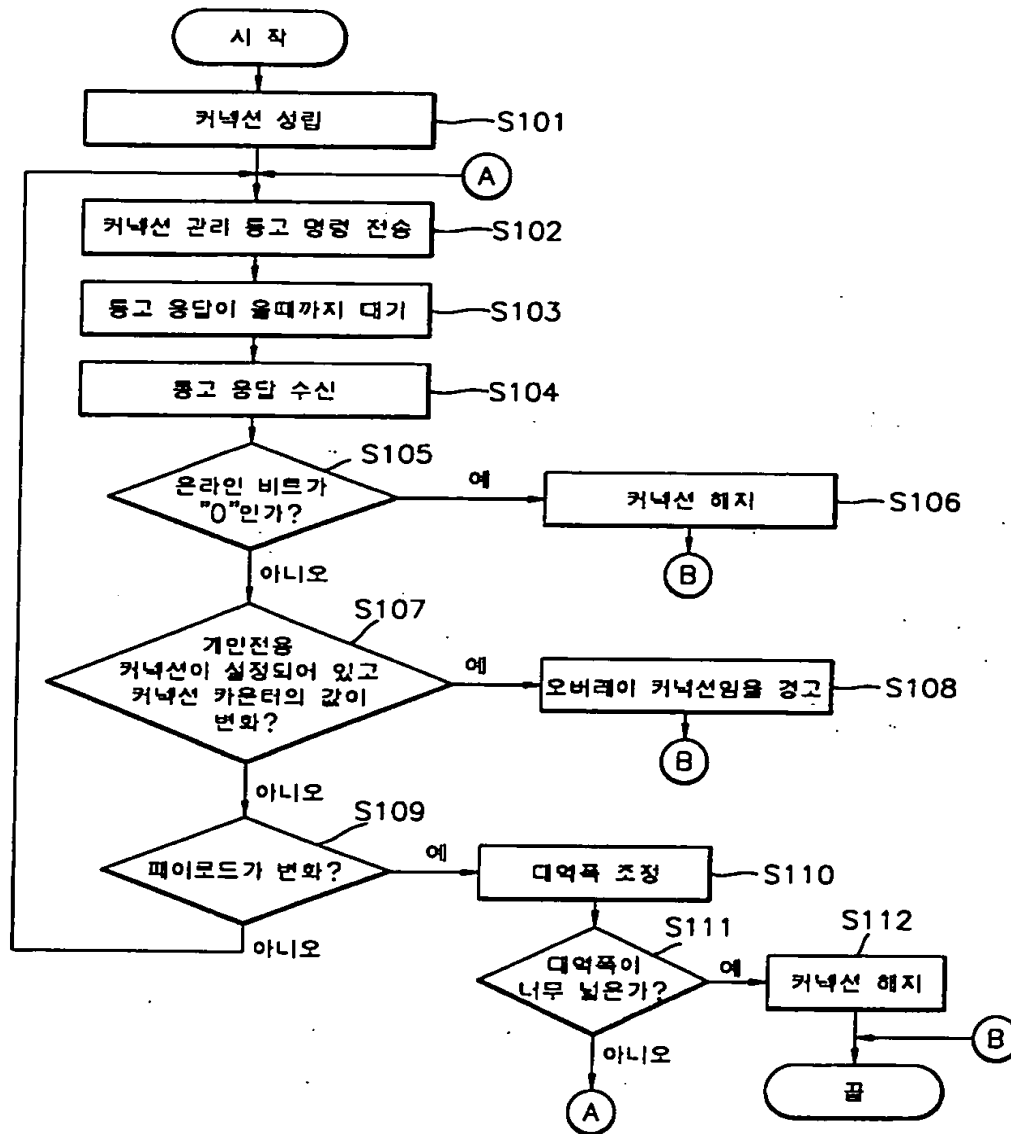 시 작
커넥션 성립
S101
A
커넥션 관리 통고 명령 전송
S102
통고 응답이 올때까지 대기
S103
통고 응답 수신
S104
S105
온라인 비트가
"0"인가?
예
커넥션 해지
S106
B
아니오
S107
개인전용
커넥션이 설정되어 있고
커넥션 카운터의 값이
변화?
예
오버레이 커넥션임을 경고
S108
B
아니오
S109
페이로드가 변화?
예
대역폭 조정
S110
아니오
S111
대역폭이
너무 넓은가?
예
S112
커넥션 해지
B
아니오
A
끝